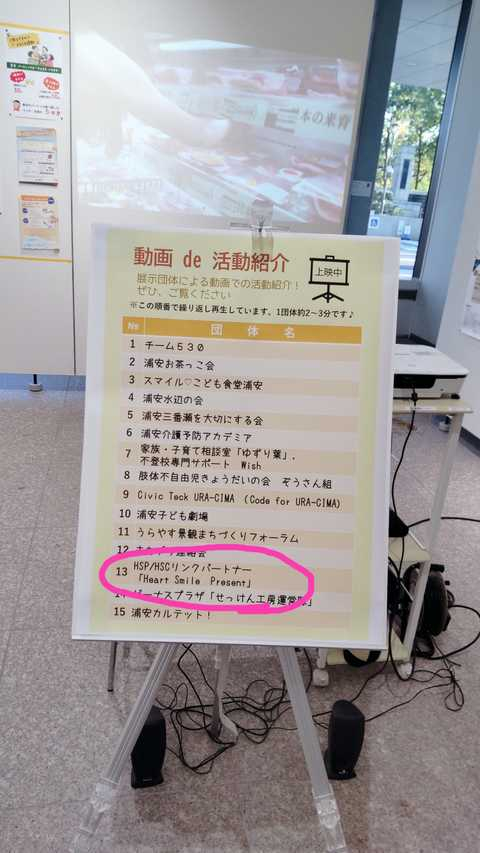 動画 de 活動紹介
上映中
展示団体による動画での活動紹介！
ぜひ、ご覧ください
※この順番で繰り返し再生しています。1団体約2～3分です♪
№ 団体名
1 チーム５３０
2 浦安お茶っこ会
3 スマイル♡こども食堂浦安
4 浦安水辺の会
5 浦安三番瀬を大切にする会
6 浦安介護予防アカデミア
7 家族・子育て相談室「ゆずり葉」、
不登校専門サポート Wish
8 肢体不自由児きょうだいの会 ぞうさん組
9 Civic Teck URA-CIMA (Code for URA-CIMA)
10 浦安子ども劇場
11 うらやす景観まちづくりフォーラム
12
13 HSP/HSCリンクパートナー
「Heart Smile Present」
ナスプラザ「せっけん工房運営隊」
15 浦安カルテット！